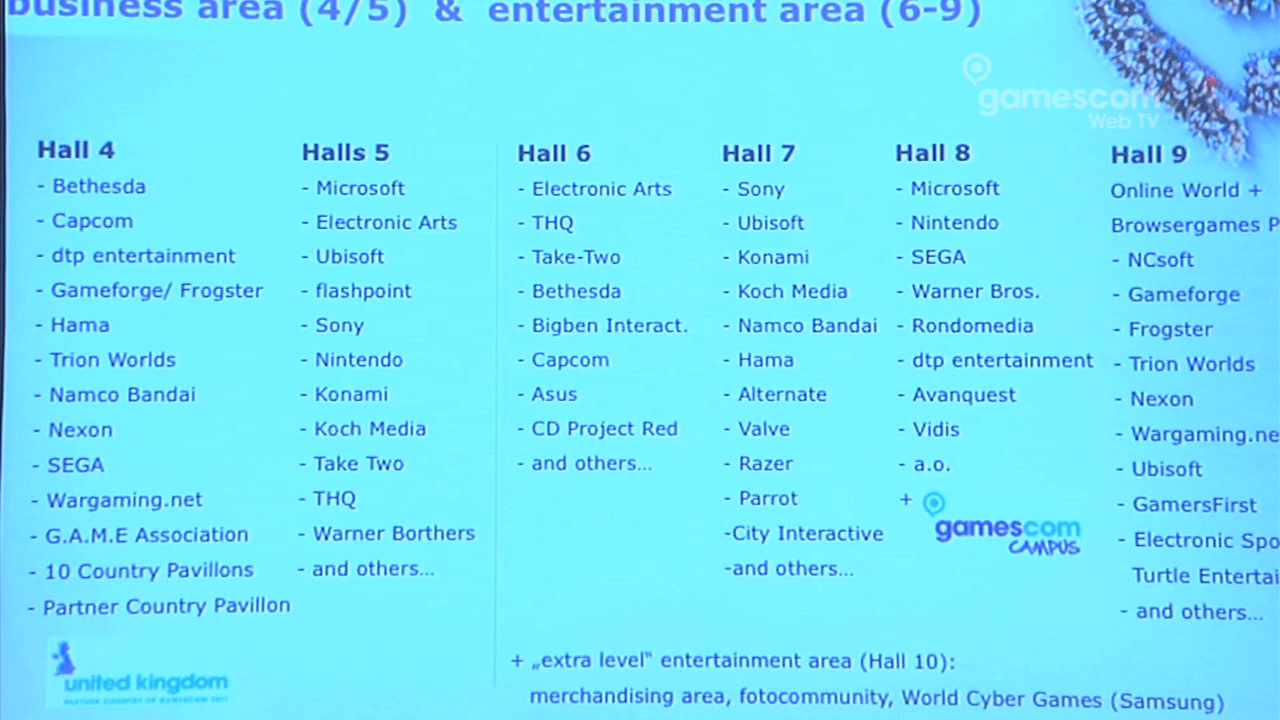 business area (4/5) & entertainment area (6-9)
gamescom
Web TV
Hall 4
- Bethesda
- Capcom
- dtp entertainment
- Gameforge/ Frogster
- Hama
- Trion Worlds
- Namco Bandai
- Nexon
- SEGA
- Wargaming.net
- G.A.M.E Association
- 10 Country Pavillons
- Partner Country Pavillon
united kingdom
Halls 5
- Microsoft
- Electronic Arts
- Ubisoft
- flashpoint
- Sony
- Nintendo
- Konami
- Koch Media
- Take Two
- THQ
- Warner Borthers
- and others...
Hall 6
- Electronic Arts
- THQ
- Take-Two
- Bethesda
- Bigben Interact.
- Capcom
- Asus
- CD Project Red
- and others...
Hall 7
- Sony
- Ubisoft
- Konami
- Koch Media
- Namco Bandai
- Hama
- Alternate
- Valve
- Razer
- Parrot
-City Interactive
-and others...
Hall 8
- Microsoft
- Nintendo
- SEGA
- Warner Bros.
- Rondomedia
- dtp entertainment
- Avanquest
- Vidis
- a.o.
+
gamescom
CAMPUS
Hall 9
Online World +
Browsergames P
- NCsoft
- Gameforge
- Frogster
- Trion Worlds
- Nexon
- Wargaming.ne
- Ubisoft
- GamersFirst
- Electronic Spo
Turtle Entertai
- and others...
+ „extra level" entertainment area (Hall 10):
merchandising area, fotocommunity, World Cyber Games (Samsung)